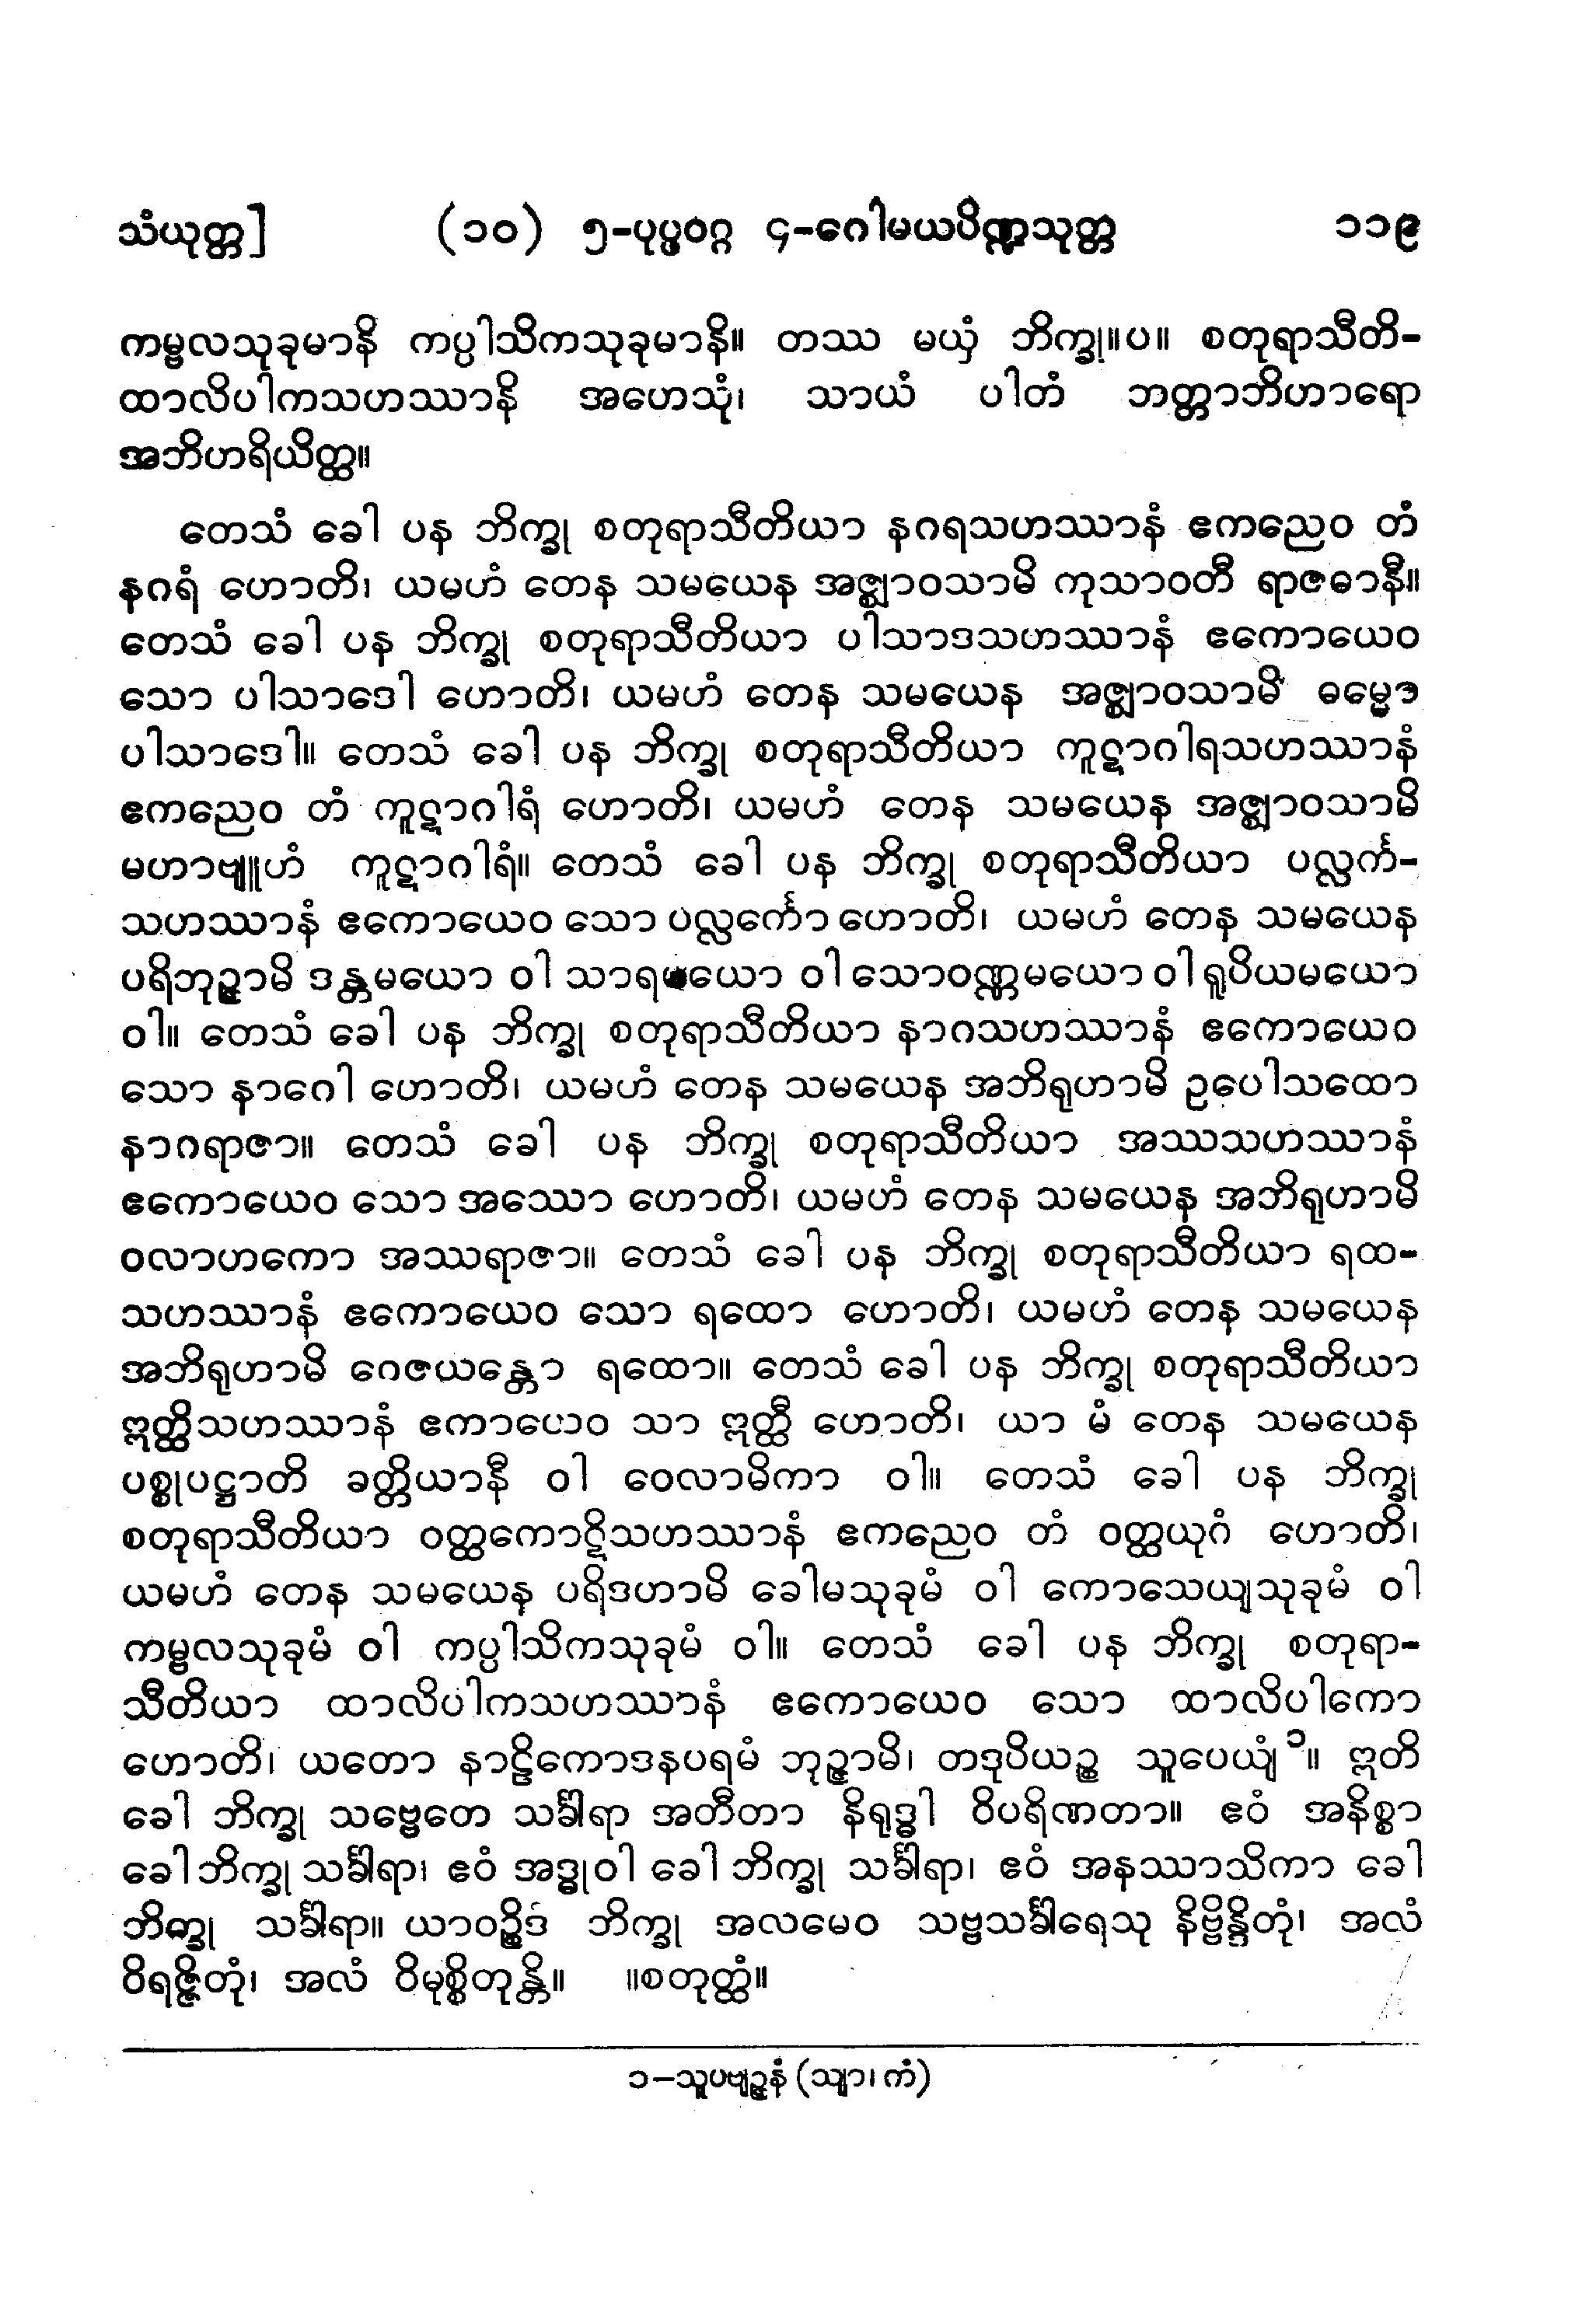 သံယုတ္တ] (၁၀) ၅-ပုပ္ဖဝဂ္ဂ ၄-ဂေါမယပိဏ္ဍသုတ္တ ၁၁၉
ကမ္ဗလသုခုမာနိ ကပ္ပါသိကသုခုမာနိ။ တဿ မယှံ ဘိက္ခု။ပ။ စတုရာသီတိ-
ထာလိပါကသဟဿာနိ အဟေသုံ၊ သာယံ ပါတံ ဘတ္တာဘိဟာရော
အဘိဟရိယိတ္ထ။
တေသံ ခေါ ပန ဘိက္ခု စတုရာသီတိယာ နဂရသဟဿာနံ ဧကညေဝ တံ
နဂရံ ဟောတိ၊ ယမဟံ တေန သမယေန အဇ္ဈာဝသာမိ ကုသာဝတီ ရာဇဓာနီ။
တေသံ ခေါ ပန ဘိက္ခု စတုရာသီတိယာ ပါသာဒသဟဿာနံ ဧကောယေဝ
သော ပါသာဒေါ ဟောတိ၊ ယမဟံ တေန သမယေန အဇ္ဈာဝသာမိ ဓမ္မော
ပါသာဒေါ။ တေသံ ခေါ ပန ဘိက္ခု စတုရာသီတိယာ ကူဋာဂါရသဟဿာနံ
ဧကညေဝ တံ ကူဋာဂါရံ ဟောတိ၊ ယမဟံ တေန သမယေန အဇ္ဈာဝသာမိ
မဟာဗျူဟံ ကူဋာဂါရံ။ တေသံ ခေါ ပန ဘိက္ခု စတုရာသီတိယာ ပလ္လင်္က-
သဟဿာနံ ဧကောယေဝ သော ပလ္လင်္ကော ဟောတိ၊ ယမဟံ တေန သမယေန
ပရိဘုဉ္ဇာမိ ဒန္တမယော ဝါ သာရမယော ဝါ သောဝဏ္ဏမယော ဝါ ရူပိယမယော
ဝါ။ တေသံ ခေါ ပန ဘိက္ခု စတုရာသီတိယာ နာဂသဟဿာနံ ဧကောယေဝ
သော နာဂေါ ဟောတိ၊ ယမဟံ တေန သမယေန အဘိရုဟာမိ ဥပေါသထော
နာဂရာဇာ။ တေသံ ခေါ ပန ဘိက္ခု စတုရာသီတိယာ အဿသဟဿာနံ
ဧကောယေဝ သော အဿော ဟောတိ၊ ယမဟံ တေန သမယေန အဘိရုဟာမိ
ဝလာဟကော အဿရာဇာ။ တေသံ ခေါ ပန ဘိက္ခု စတုရာသီတိယာ ရထ-
သဟဿာနံ ဧကောယေဝ သော ရထော ဟောတိ၊ ယမဟံ တေန သမယေန
အဘိရုဟာမိ ဝေဇယန္တော ရထော။ တေသံ ခေါ ပန ဘိက္ခု စတုရာသီတိယာ
ဣတ္ထိသဟဿာနံ ဧကာယေဝ သာ ဣတ္ထီ ဟောတိ၊ ယာ မံ တေန သမယေန
ပစ္စုပဋ္ဌာတိ ခတ္တိယာနီ ဝါ ဝေလာမိကာ ဝါ။ တေသံ ခေါ ပန ဘိက္ခု
စတုရာသီတိယာ ဝတ္ထကောဋိသဟဿာနံ ဧကညေဝ တံ ဝတ္ထယုဂံ ဟောတိ၊
ယမဟံ တေန သမယေန ပရိဒဟာမိ ခေါမသုခုမံ ဝါ ကောသေယျသုခုမံ ဝါ
ကမ္ဗလသုခုမံ ဝါ ကပ္ပါသိကသုခုမံ ဝါ။ တေသံ ခေါ ပန ဘိက္ခု စတုရာ-
သီတိယာ ထာလိပါကသဟဿာနံ ဧကောယေဝ သော ထာလိပါကော
ဟောတိ၊ ယတော နာဠိကောဒနပရမံ ဘုဉ္ဇာမိ၊ တဒုပိယဉ္စ သူပေယျံ ၁။ ဣတိ
ခေါ ဘိက္ခု သဗ္ဗေတေ သင်္ခါရာ အတီတာ နိရုဒ္ဓါ ဝိပရိဏတာ။ ဧဝံ အနိစ္စာ
ခေါ ဘိက္ခု သင်္ခါရာ၊ ဧဝံ အဒ္ဓုဝါ ခေါ ဘိက္ခု သင်္ခါရာ၊ ဧဝံ အနဿာသိကာ ခေါ
ဘိက္ခု သင်္ခါရာ။ ယာဝဉ္စိဒံ ဘိက္ခု အလမေဝ သဗ္ဗသင်္ခါရေသု နိဗ္ဗိန္ဒိတုံ၊ အလံ
ဝိရဇ္ဇိတုံ၊ အလံ ဝိမုစ္စိတုန္တိ။ ။စတုတ္ထံ။
၁-သူပဗျဉ္ဇနံ (သျာ၊ ကံ)